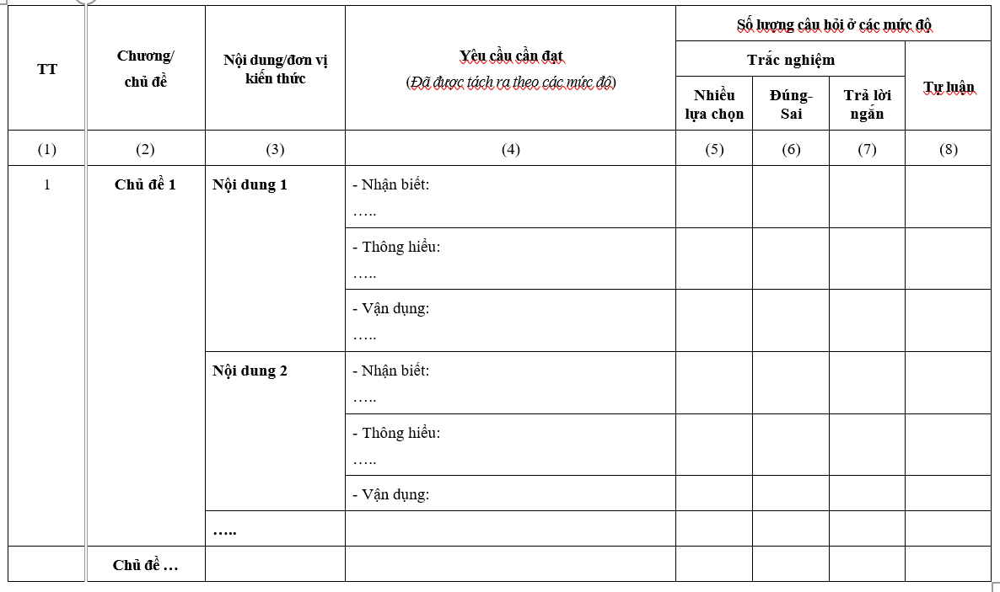 TT
Chương/
chủ đề
Nội dung/đơn vị
kiến thức
Yêu cầu cần đạt
(Đã được tách ra theo các mức độ)
Số lượng câu hỏi ở các mức độ
Trắc nghiệm
Tự luận
Nhiều
lựa chọn
Đúng-
Sai
Trả lời
ngắn
(1)
(2)
(3)
(4)
(5)
(6)
(7)
(8)
1
Chủ đề 1
Nội dung 1
- Nhận biết:
…..
- Thông hiểu:
…..
- Vận dụng:
…..
Nội dung 2
- Nhận biết:
…..
- Thông hiểu:
…..
- Vận dụng:
…..
Chủ đề …